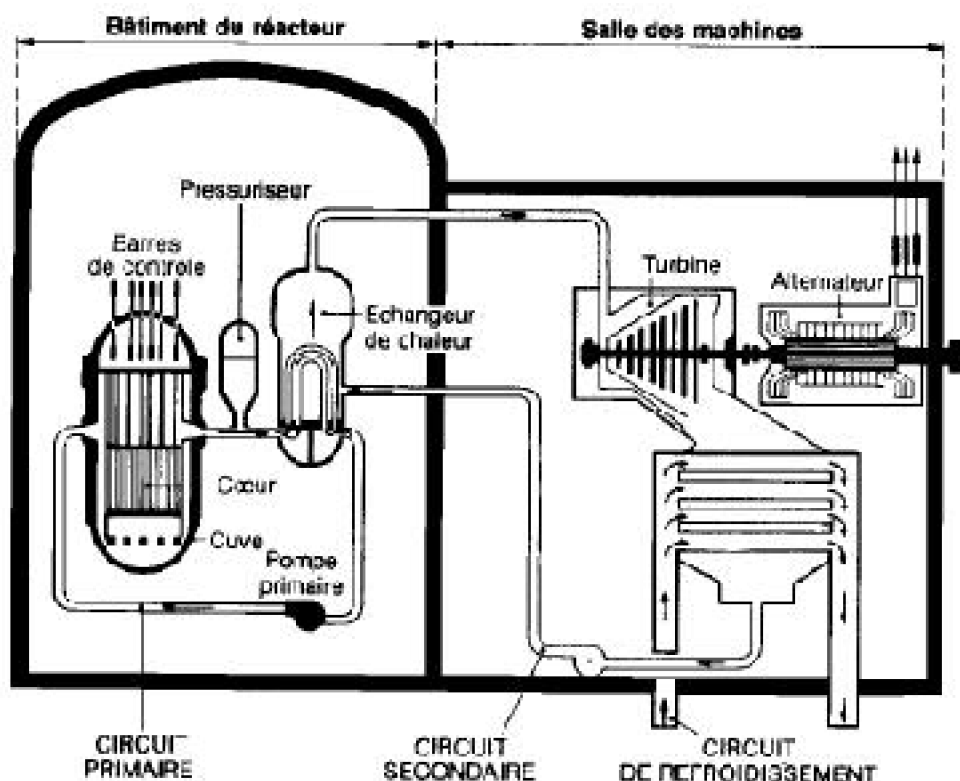 Bâtiment du réacteur
Salle des machines
Pressuriseur
Barres
de contrôle
Turbine
Alternateur
Echangeur
de chaleur
Cœur
Cuve
Pompe
primaire
CIRCUIT
PRIMAIRE
CIRCUIT
SECONDAIRE
CIRCUIT
DE REFROIDISSEMENT